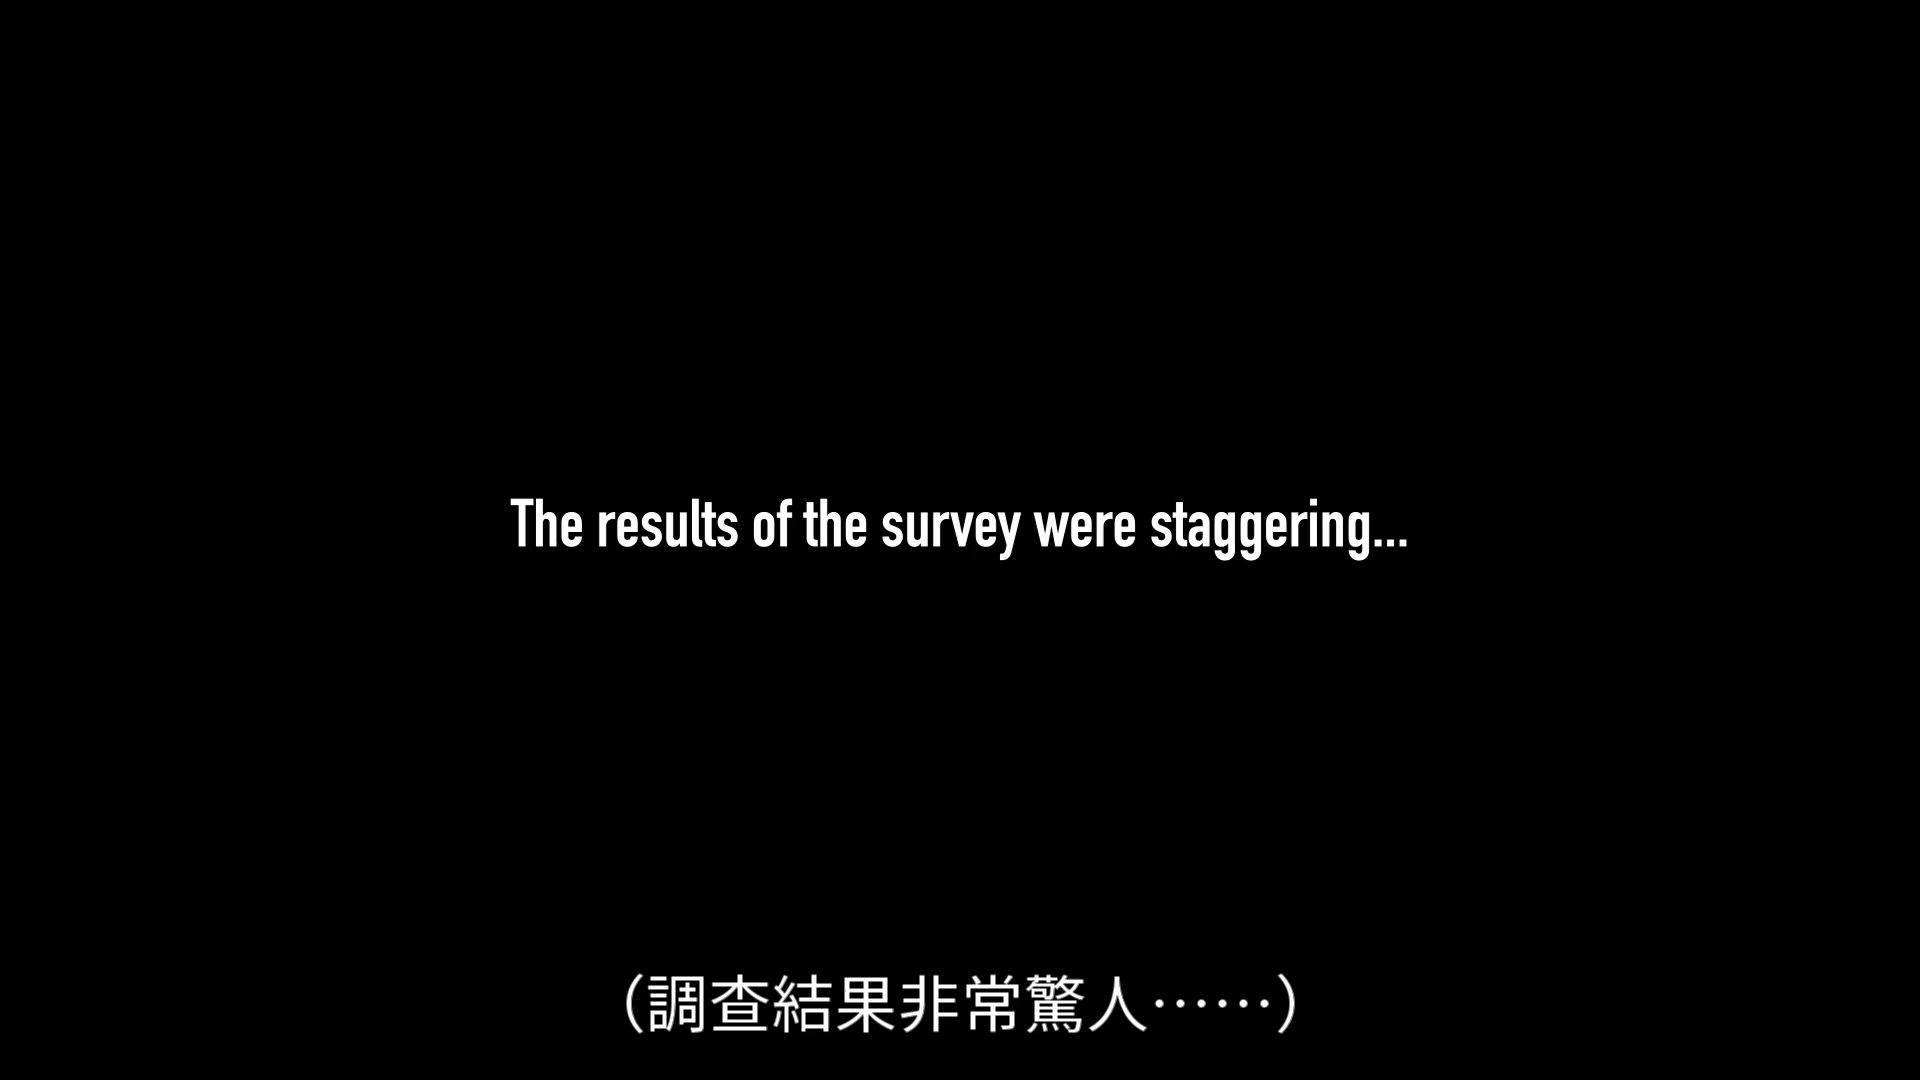 The results of the survey were staggering...
（調查結果非常驚人⋯⋯）